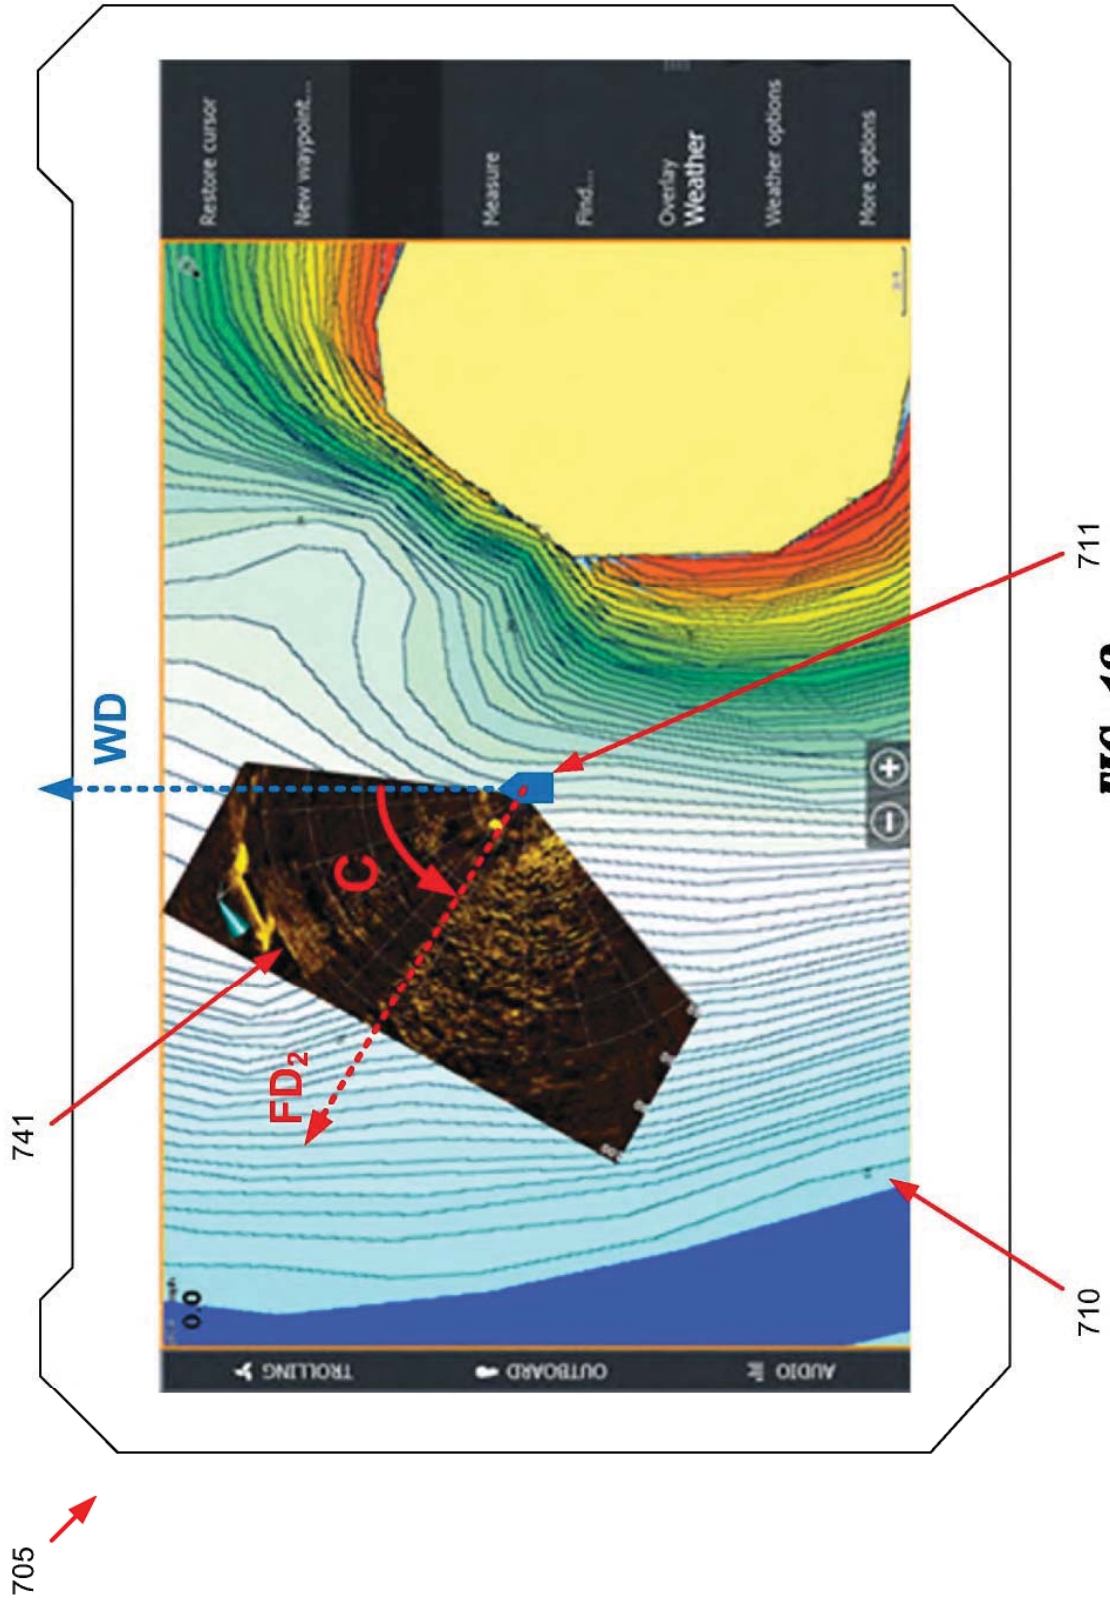 705
741
710
711
0.0
TROLLING
OUTBOARD
AUDIO
FD₂
C
WD
Restore cursor
New waypoint...
Measure
Find...
Overlay
Weather
Weather options
More options
FIG.